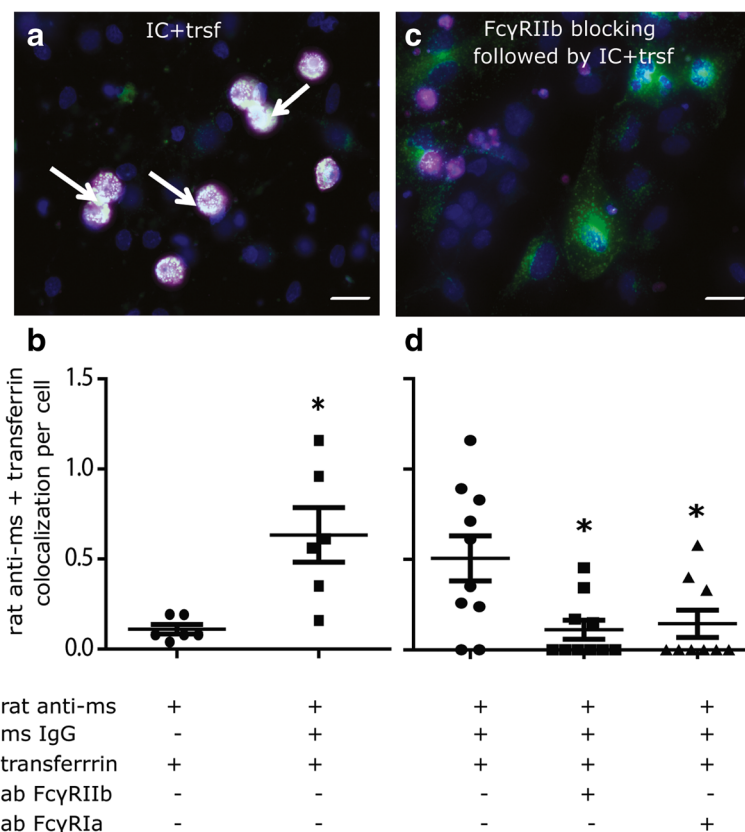 a
IC+trsf
c
FcγRIIb blocking
followed by IC+trsf
b
d
rat anti-ms + transferrin
colocalization per cell
1.5
1.0
0.5
0.0
*
*
*
rat anti-ms + + + + +
ms IgG - + + + +
transferrrin + + + + +
ab FcγRIIb - - - + -
ab FcγRIa - - - - +